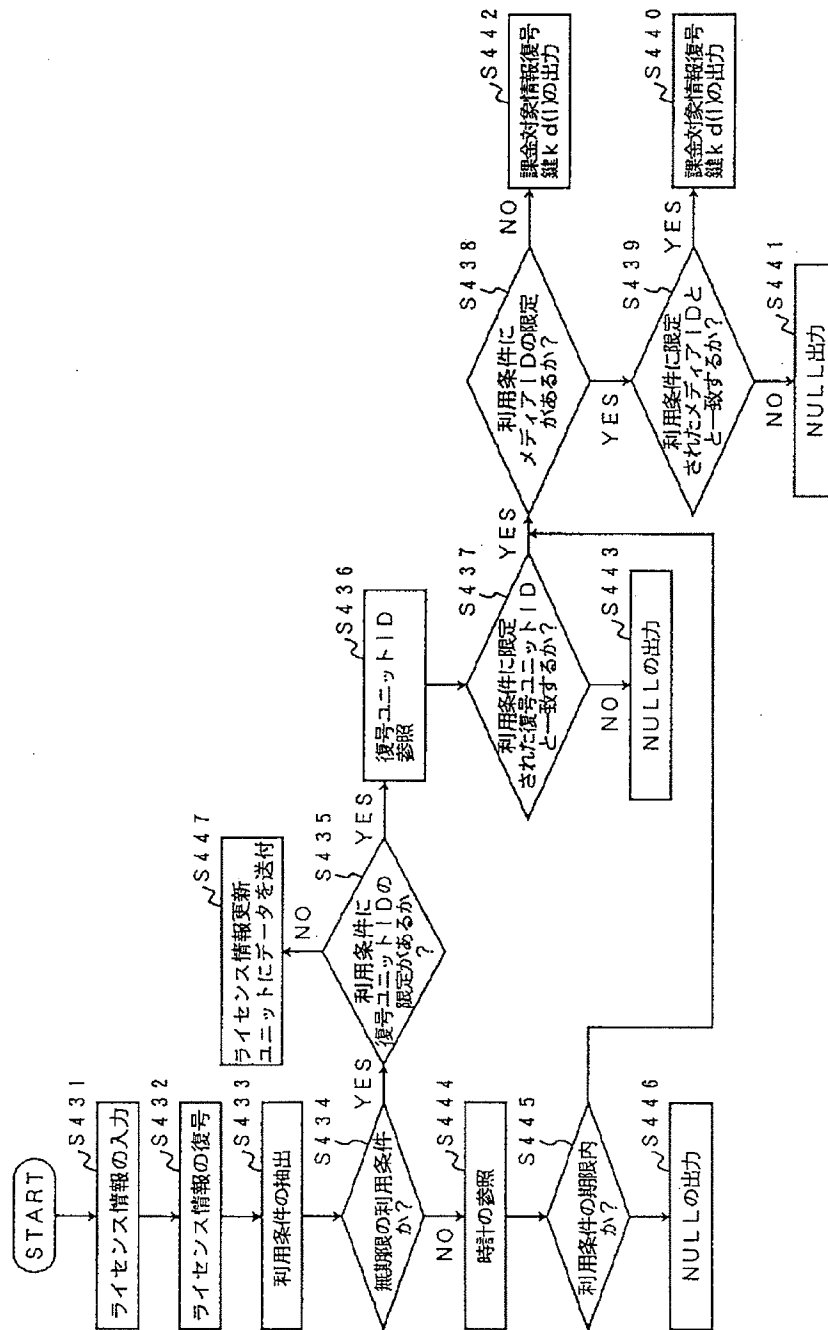 START
S431
ライセンス情報の入力
S432
ライセンス情報の復号
S433
利用条件の抽出
S434
無期限の利用条件
か？
YES
NO
S444
時計の参照
S445
利用条件の期限内
か？
S446
NULLの出力
S447
ライセンス情報更新
ユニットにデータを送付
NO
S435
利用条件に
復号ユニットIDの
限定があるか
？
YES
S436
復号ユニットID
参照
S437
利用条件に限定
された復号ユニットID
と一致するか？
YES
NO
S443
NULLの出力
S438
利用条件に
メディアIDの限定
があるか？
NO
S442
課金対象情報復号
鍵kd(I)の出力
YES
S439
利用条件に限定
されたメディアIDと
と一致するか？
YES
S440
課金対象情報復号
鍵kd(I)の出力
NO
S441
NULL出力